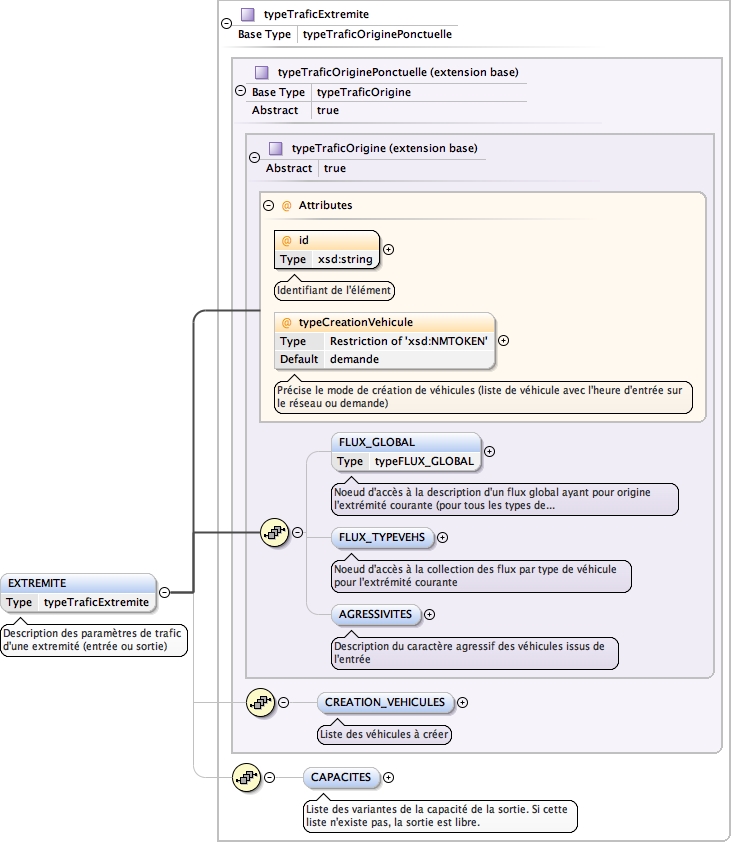 typeTraficExtremite
Base Type typeTraficOriginePonctuelle
typeTraficOriginePonctuelle (extension base)
Base Type typeTraficOrigine
Abstract true
typeTraficOrigine (extension base)
Abstract true
@ Attributes
@ id
Type xsd:string
Identifiant de l'élément
@ typeCreationVehicule
Type Restriction of 'xsd:NMTOKEN'
Default demande
Précise le mode de création de véhicules (liste de véhicule avec l'heure d'entrée sur
le réseau ou demande)
FLUX_GLOBAL
Type typeFLUX_GLOBAL
Noeud d'accès à la description d'un flux global ayant pour origine
l'extrémité courante (pour tous les types de...
FLUX_TYPEVEHS
Noeud d'accès à la collection des flux par type de véhicule
pour l'extrémité courante
EXTREMITE
Type typeTraficExtremite
Description des paramètres de trafic
d'une extremité (entrée ou sortie)
AGRESSIVITES
Description du caractère agressif des véhicules issus de
l'entrée
CREATION_VEHICULES
Liste des véhicules à créer
CAPACITES
Liste des variantes de la capacité de la sortie. Si cette
liste n'existe pas, la sortie est libre.